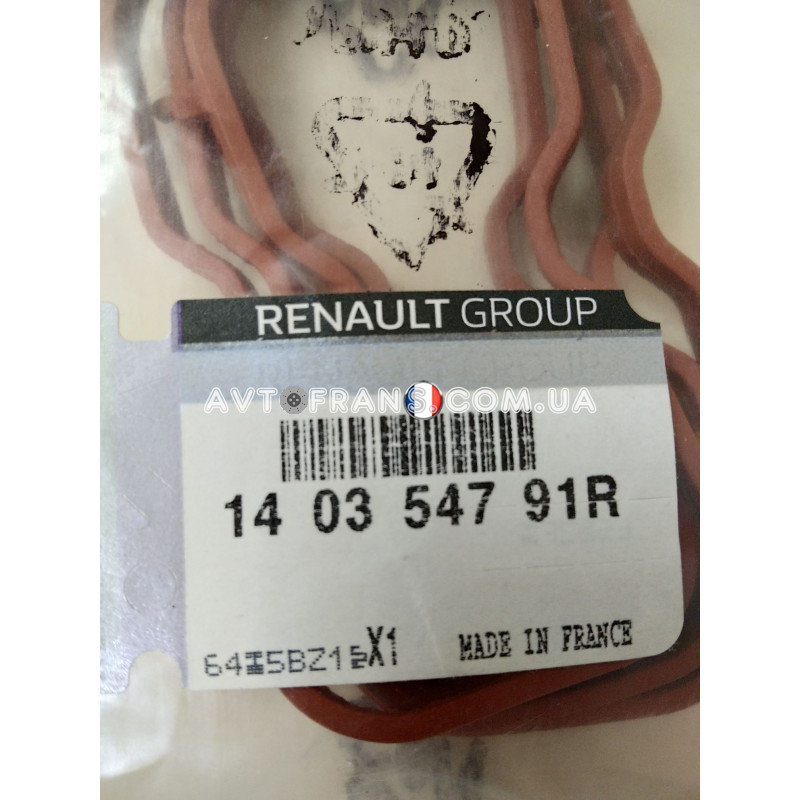 RENAULT GROUP
AVTOFRANS.COM.UA
14 03 547 91R
X1
MADE IN FRANCE